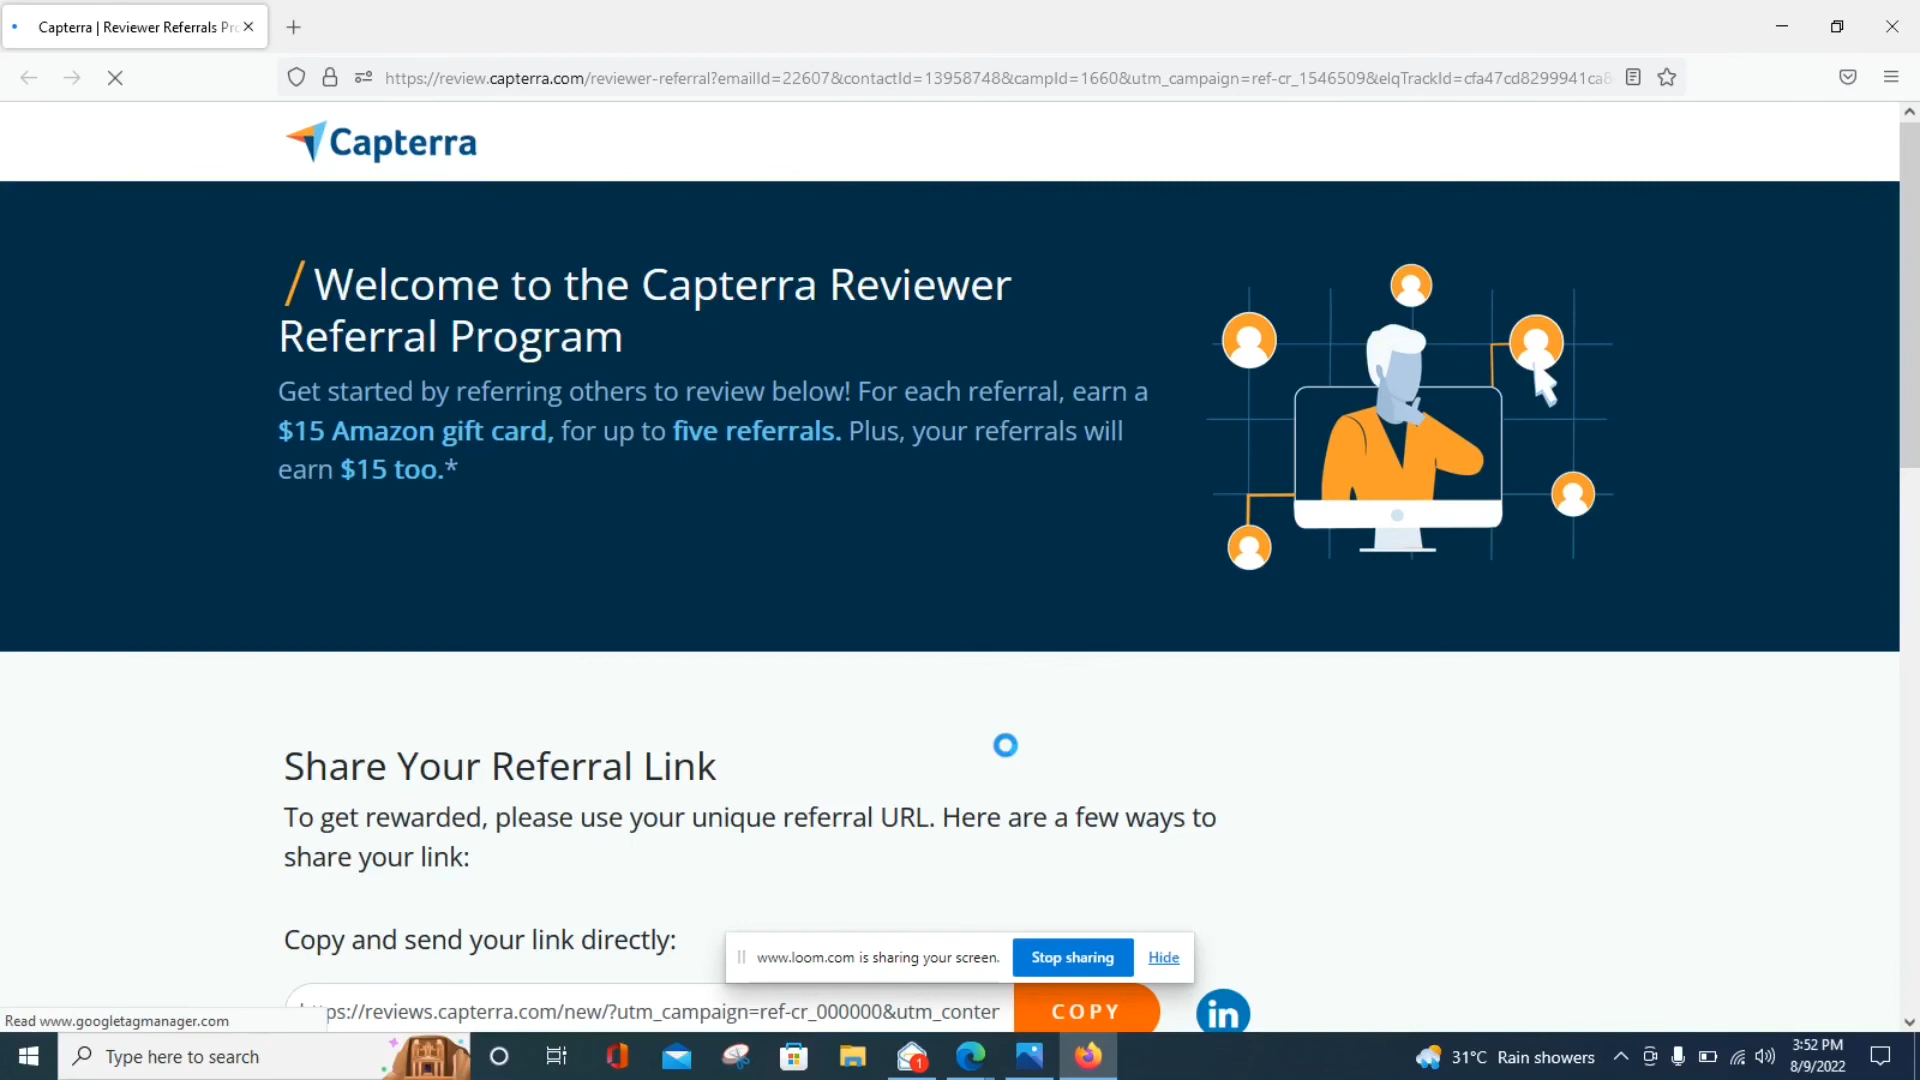 Capterra | Reviewer Referrals Pro
https://review.capterra.com/reviewer-referral?emailId=22607&contactId=13958748&campId=1660&utm_campaign=ref-cr_1546509&elqTrackId=cfa47cd8299941ca8
Capterra
/ Welcome to the Capterra Reviewer
Referral Program
Get started by referring others to review below! For each referral, earn a
$15 Amazon gift card, for up to five referrals. Plus, your referrals will
earn $15 too.*
Share Your Referral Link
To get rewarded, please use your unique referral URL. Here are a few ways to
share your link:
Copy and send your link directly:
www.loom.com is sharing your screen.
Stop sharing
Hide
https://reviews.capterra.com/new/?utm_campaign=ref-cr_000000&utm_conter
COPY
in
Read www.googletagmanager.com
Type here to search
1
31°C Rain showers
3:52 PM
8/9/2022